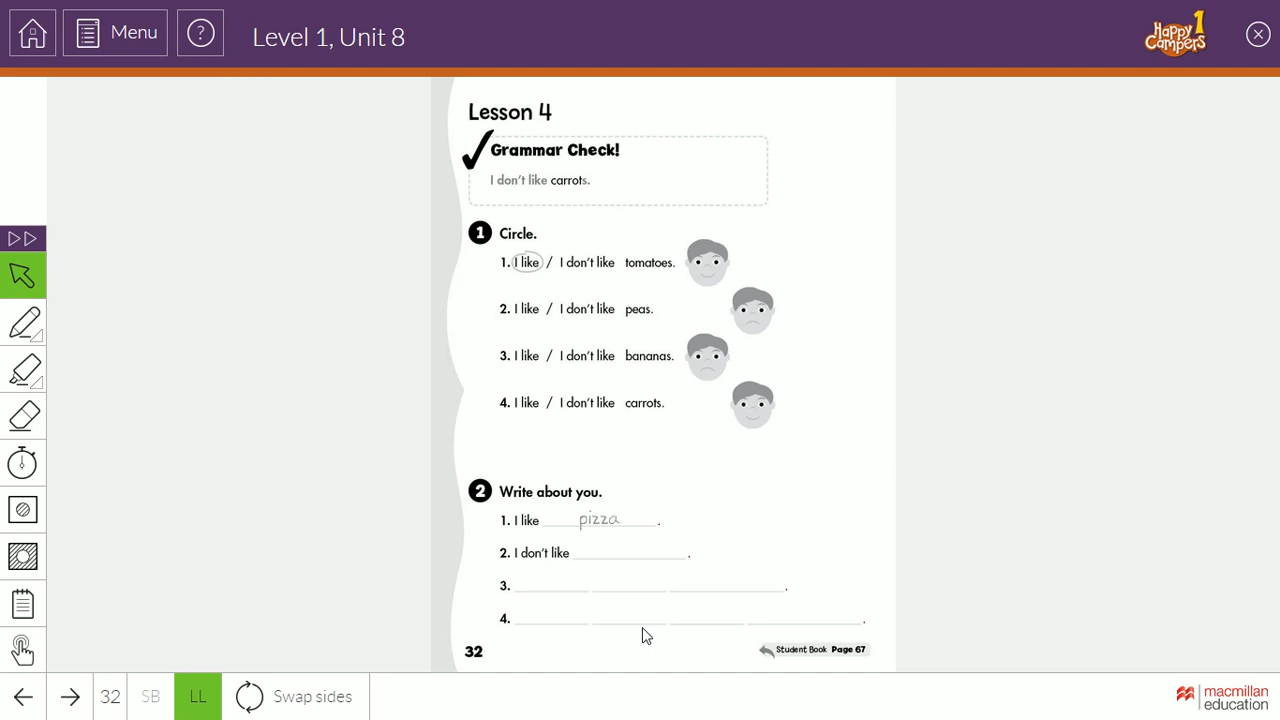 Menu
?
Level 1, Unit 8
Happy Campers 1
Lesson 4
Grammar Check!
I don't like carrots.
1 Circle.
1. I like / I don't like tomatoes.
2. I like / I don't like peas.
3. I like / I don't like bananas.
4. I like / I don't like carrots.
2 Write about you.
1. I like pizza.
2. I don't like .
3. .
4. .
32
Student Book Page 67
32
SB
LL
Swap sides
macmillan
education